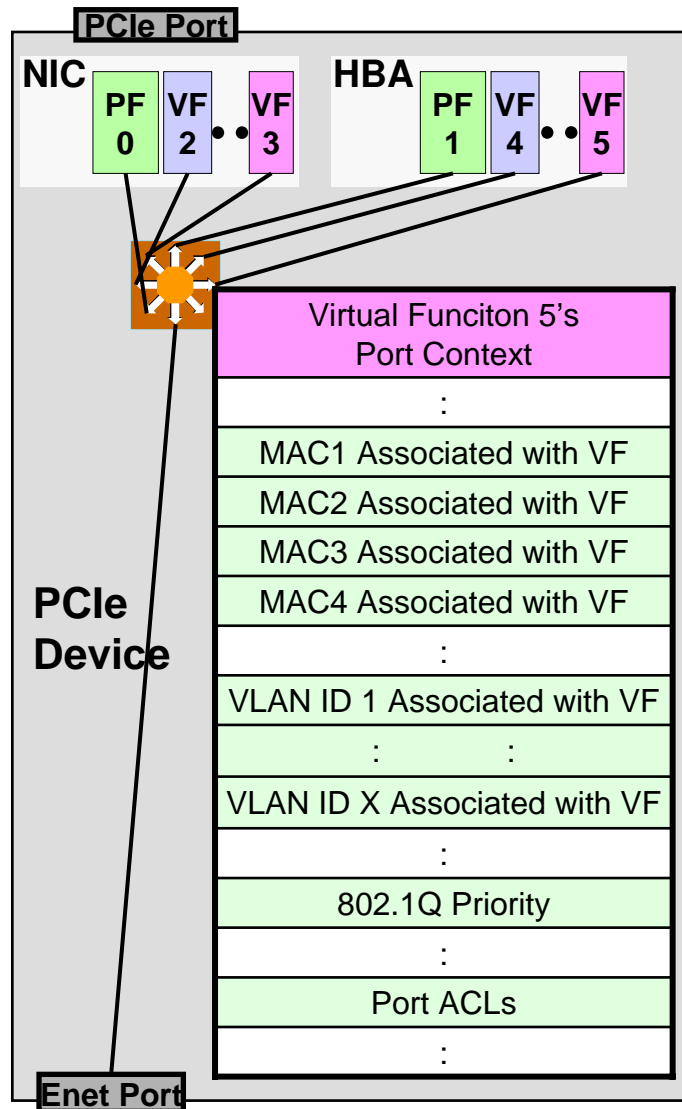 PCIe Port
NIC
PF 0
VF 2
VF 3
HBA
PF 1
VF 4
VF 5
Virtual Funciton 5's
Port Context
:
MAC1 Associated with VF
MAC2 Associated with VF
MAC3 Associated with VF
MAC4 Associated with VF
:
VLAN ID 1 Associated with VF
: :
VLAN ID X Associated with VF
:
802.1Q Priority
:
Port ACLs
:
PCIe
Device
Enet Port